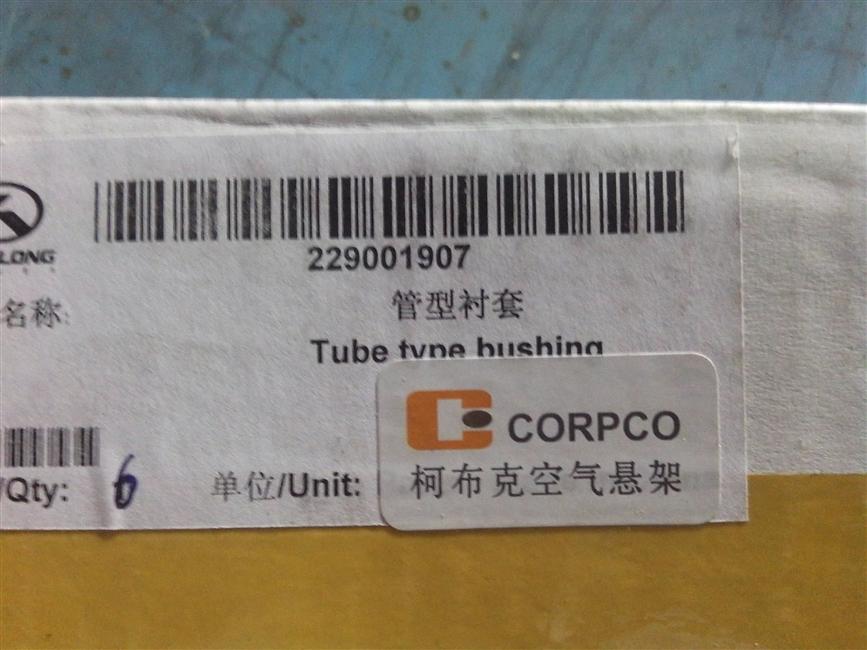 229001907
LONG
名称:
管型衬套
Tube type bushing
CORPCO
/Qty: 6
单位/Unit:
柯布克空气悬架